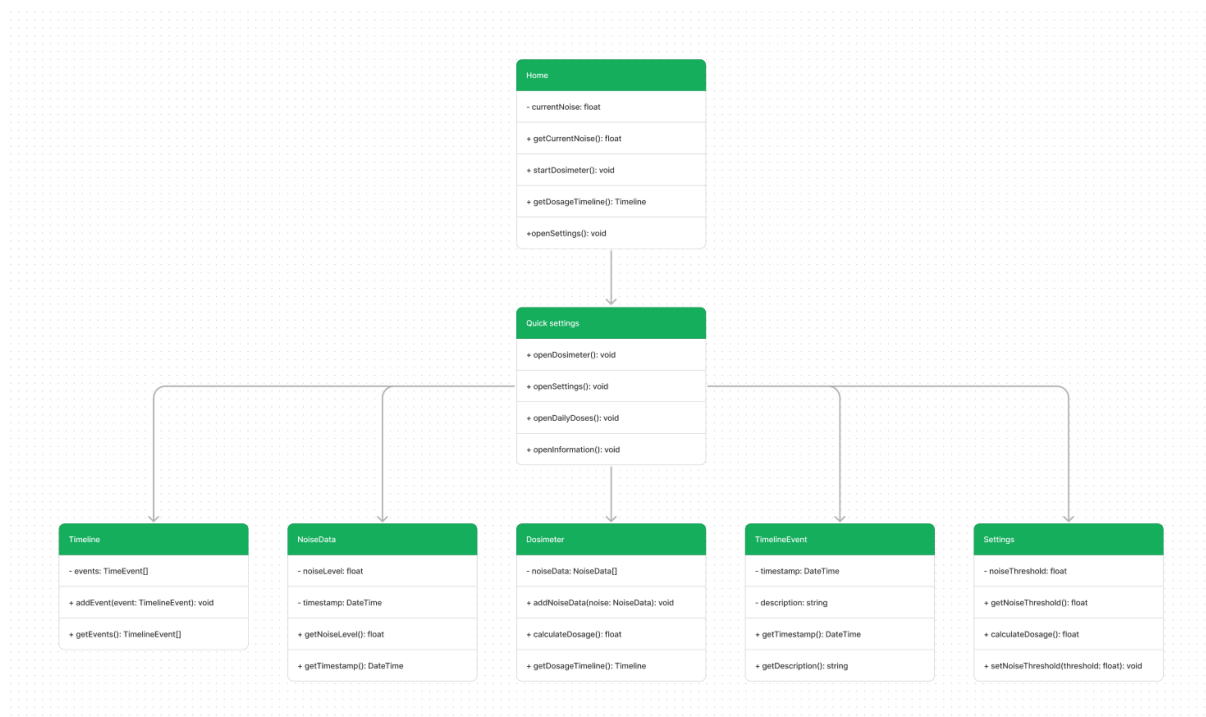 Home
- currentNoise: float
+ getCurrentNoise(): float
+ startDosimeter(): void
+ getDosageTimeline(): Timeline
+openSettings(): void
Quick settings
+ openDosimeter(): void
+ openSettings(): void
+ openDailyDoses(): void
+ openInformation(): void
Timeline
- events: TimeEvent[]
+ addEvent(event: TimelineEvent): void
+ getEvents(): TimelineEvent[]
NoiseData
- noiseLevel: float
- timestamp: DateTime
+ getNoiseLevel(): float
+ getTimestamp(): DateTime
Dosimeter
- noiseData: NoiseData[]
+ addNoiseData(noise: NoiseData): void
+ calculateDosage(): float
+ getDosageTimeline(): Timeline
TimelineEvent
- timestamp: DateTime
- description: string
+ getTimestamp(): DateTime
+ getDescription(): string
Settings
- noiseThreshold: float
+ getNoiseThreshold(): float
+ calculateDosage(): float
+ setNoiseThreshold(threshold: float): void